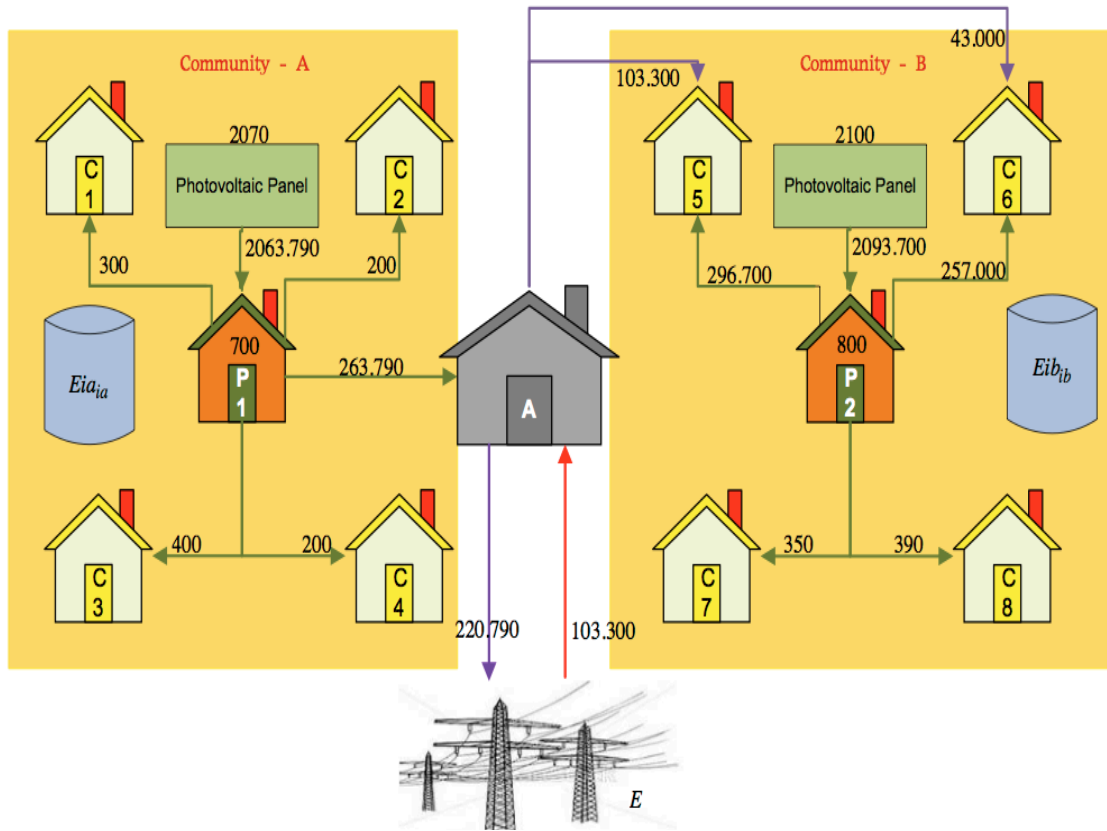 43.000
Community - A
103.300
Community - B
2070
2100
C
1
Photovoltaic Panel
C
2
C
5
Photovoltaic Panel
C
6
2063.790
2093.700
300
200
296.700
257.000
700
800
Eia_ia
263.790
P
1
A
P
2
Eib_ib
400
200
350
390
C
3
C
4
C
7
C
8
220.790
103.300
E